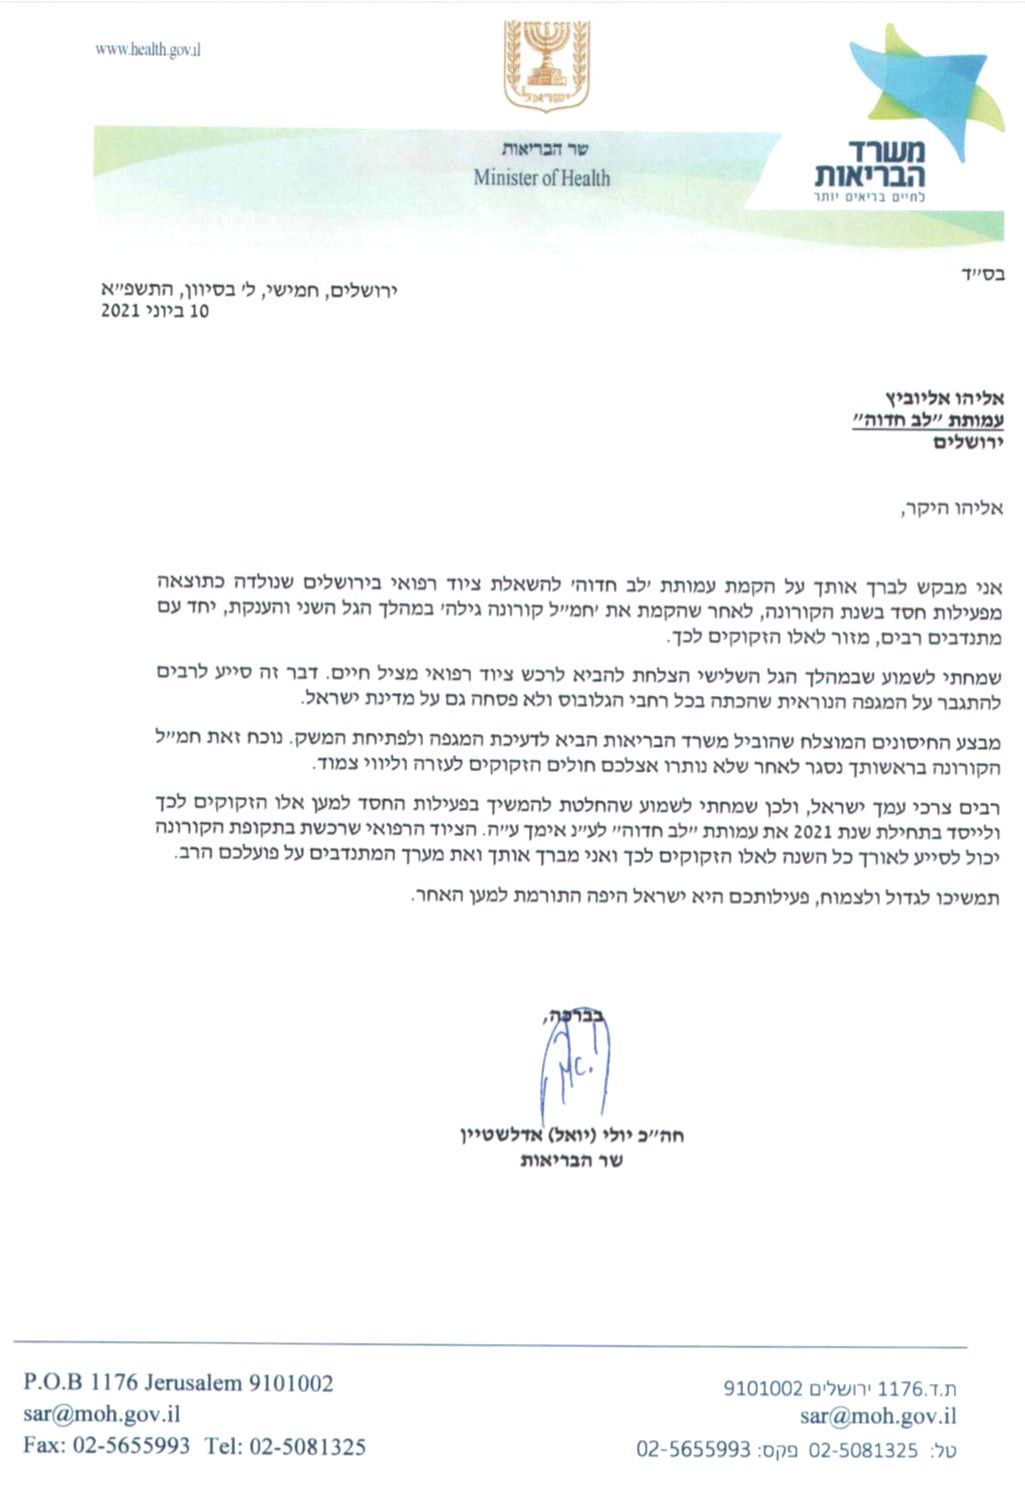 www.health.gov.il
ישראל
שר הבריאות
Minister of Health
משרד
הבריאות
לחיים בריאים יותר
בס״ד
ירושלים, חמישי, ל׳ בסיוון, התשפ״א
10 ביוני 2021
אליהו אליוביץ
עמותת ״לב חדוה״
ירושלים
אליהו היקר,
אני מבקש לברך אותך על הקמת עמותת ׳לב חדוה׳ להשאלת ציוד רפואי בירושלים שנולדה כתוצאה
מפעילות חסד בשנת הקורונה, לאחר שהקמת את ׳חמ״ל קורונה גילה׳ במהלך הגל השני והענקת, יחד עם
מתנדבים רבים, מזור לאלו הזקוקים לכך.
שמחתי לשמוע שבמהלך הגל השלישי הצלחת להביא לרכש ציוד רפואי מציל חיים. דבר זה סייע לרבים
להתגבר על המגפה הנוראית שהכתה בכל רחבי הגלובוס ולא פסחה גם על מדינת ישראל.
מבצע החיסונים המוצלח שהוביל משרד הבריאות הביא לדעיכת המגפה ולפתיחת המשק. נוכח זאת חמ״ל
הקורונה בראשותך נסגר לאחר שלא נותרו אצלכם חולים הזקוקים לעזרה וליווי צמוד.
רבים צרכי עמך ישראל, ולכן שמחתי לשמוע שהחלטת להמשיך בפעילות החסד למען אלו הזקוקים לכך
ולייסד בתחילת שנת 2021 את עמותת ״לב חדוה״ לע״נ אימך ע״ה. הציוד הרפואי שרכשת בתקופת הקורונה
יכול לסייע לאורך כל השנה לאלו הזקוקים לכך ואני מברך אותך ואת מערך המתנדבים על פועלכם הרב.
תמשיכו לגדול ולצמוח, פעילותכם היא ישראל היפה התורמת למען האחר.
בברכה,
חה״כ יולי (יואל) אדלשטיין
שר הבריאות
ת.ד.1176 ירושלים 9101002
sar@moh.gov.il
טל: 02-5081325 פקס: 02-5655993
P.O.B 1176 Jerusalem 9101002
sar@moh.gov.il
Fax: 02-5655993 Tel: 02-5081325